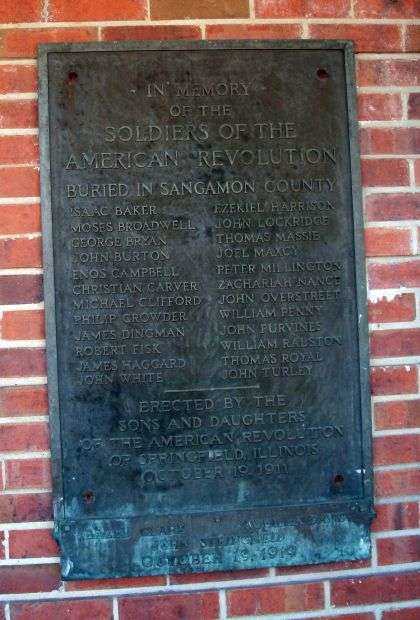 IN MEMORY
OF THE
SOLDIERS OF THE
AMERICAN REVOLUTION
BURIED IN SANGAMON COUNTY
ISAAC BAKER
MOSES BROADWELL
GEORGE BRYAN
JOHN BURTON
ENOS CAMPBELL
CHRISTIAN CARVER
MICHAEL CLIFFORD
PHILIP CROWDER
JAMES DINGMAN
ROBERT FISK
JAMES HAGGARD
JOHN WHITE
EZEKIEL HARRISON
JOHN LOCKRIDGE
THOMAS MASSIE
JOEL MAXCY
PETER MILLINGTON
ZACHARIAH NANCE
JOHN OVERSTREET
WILLIAM PENNY
JOHN PURVINES
WILLIAM RALSTON
THOMAS ROYAL
JOHN TURLEY
ERECTED BY THE
SONS AND DAUGHTERS
OF THE AMERICAN REVOLUTION
OF SPRINGFIELD, ILLINOIS
OCTOBER 19, 1911
JOHN
OCTOBER 19, 1919